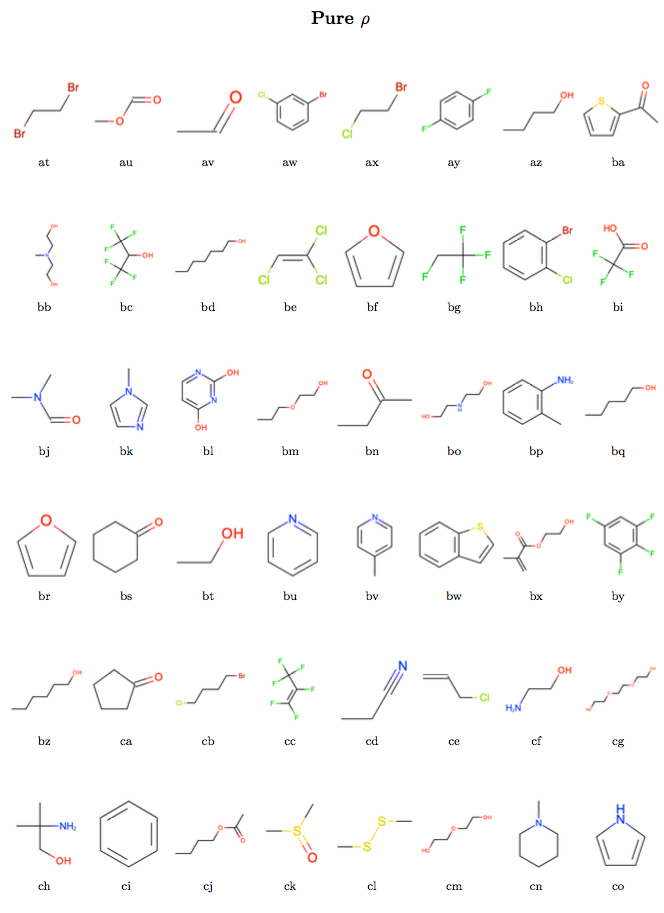 Pure ρ
Br Br O O O Cl Br Br Cl F F OH S O
at au av aw ax ay az ba
OH N OH F F F OH F F F OH Cl Cl Cl O F F F F Br Cl HO O F F F
bb bc bd be bf bg bh bi
N O N N N OH N OH OH O O OH N H HO NH₂ OH
bj bk bl bm bn bo bp bq
O O OH N N S OH O O F F F F
br bs bt bu bv bw bx by
OH O Br Cl F F F F F F N Cl OH H₂N OH O O HO
bz ca cb cc cd ce cf cg
NH₂ OH O O S O S S OH O HO N H N
ch ci cj ck cl cm cn co